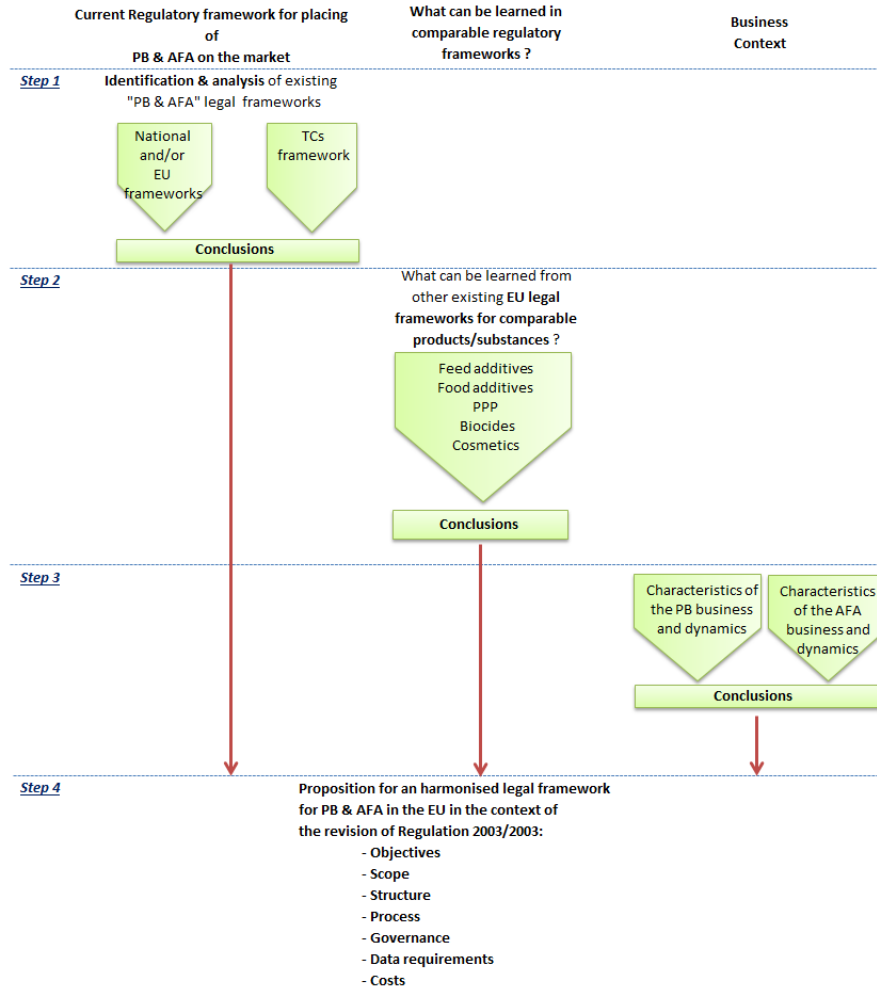 Current Regulatory framework for placing
of
PB & AFA on the market
What can be learned in
comparable regulatory
frameworks ?
Business
Context
Step 1
Identification & analysis of existing
"PB & AFA" legal frameworks
National
and/or
EU
frameworks
TCs
framework
Conclusions
Step 2
What can be learned from
other existing EU legal
frameworks for comparable
products/substances ?
Feed additives
Food additives
PPP
Biocides
Cosmetics
Conclusions
Step 3
Characteristics of
the PB business
and dynamics
Characteristics
of the AFA
business and
dynamics
Conclusions
Step 4
Proposition for an harmonised legal framework
for PB & AFA in the EU in the context of
the revision of Regulation 2003/2003:
- Objectives
- Scope
- Structure
- Process
- Governance
- Data requirements
- Costs